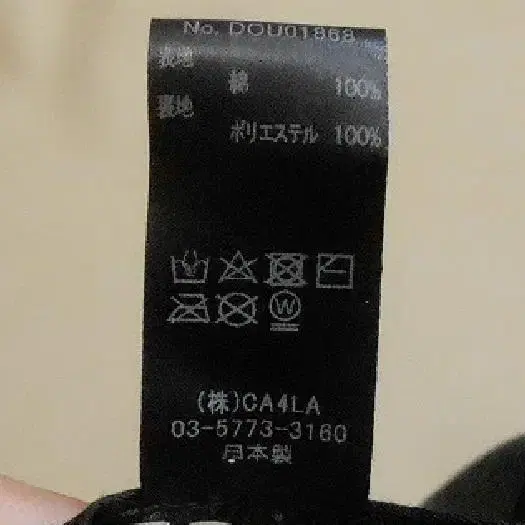 No. DOU01968
表地
綿 100%
裏地
ポリエステル 100%
W
(株)CA4LA
03-5773-3160
日本製